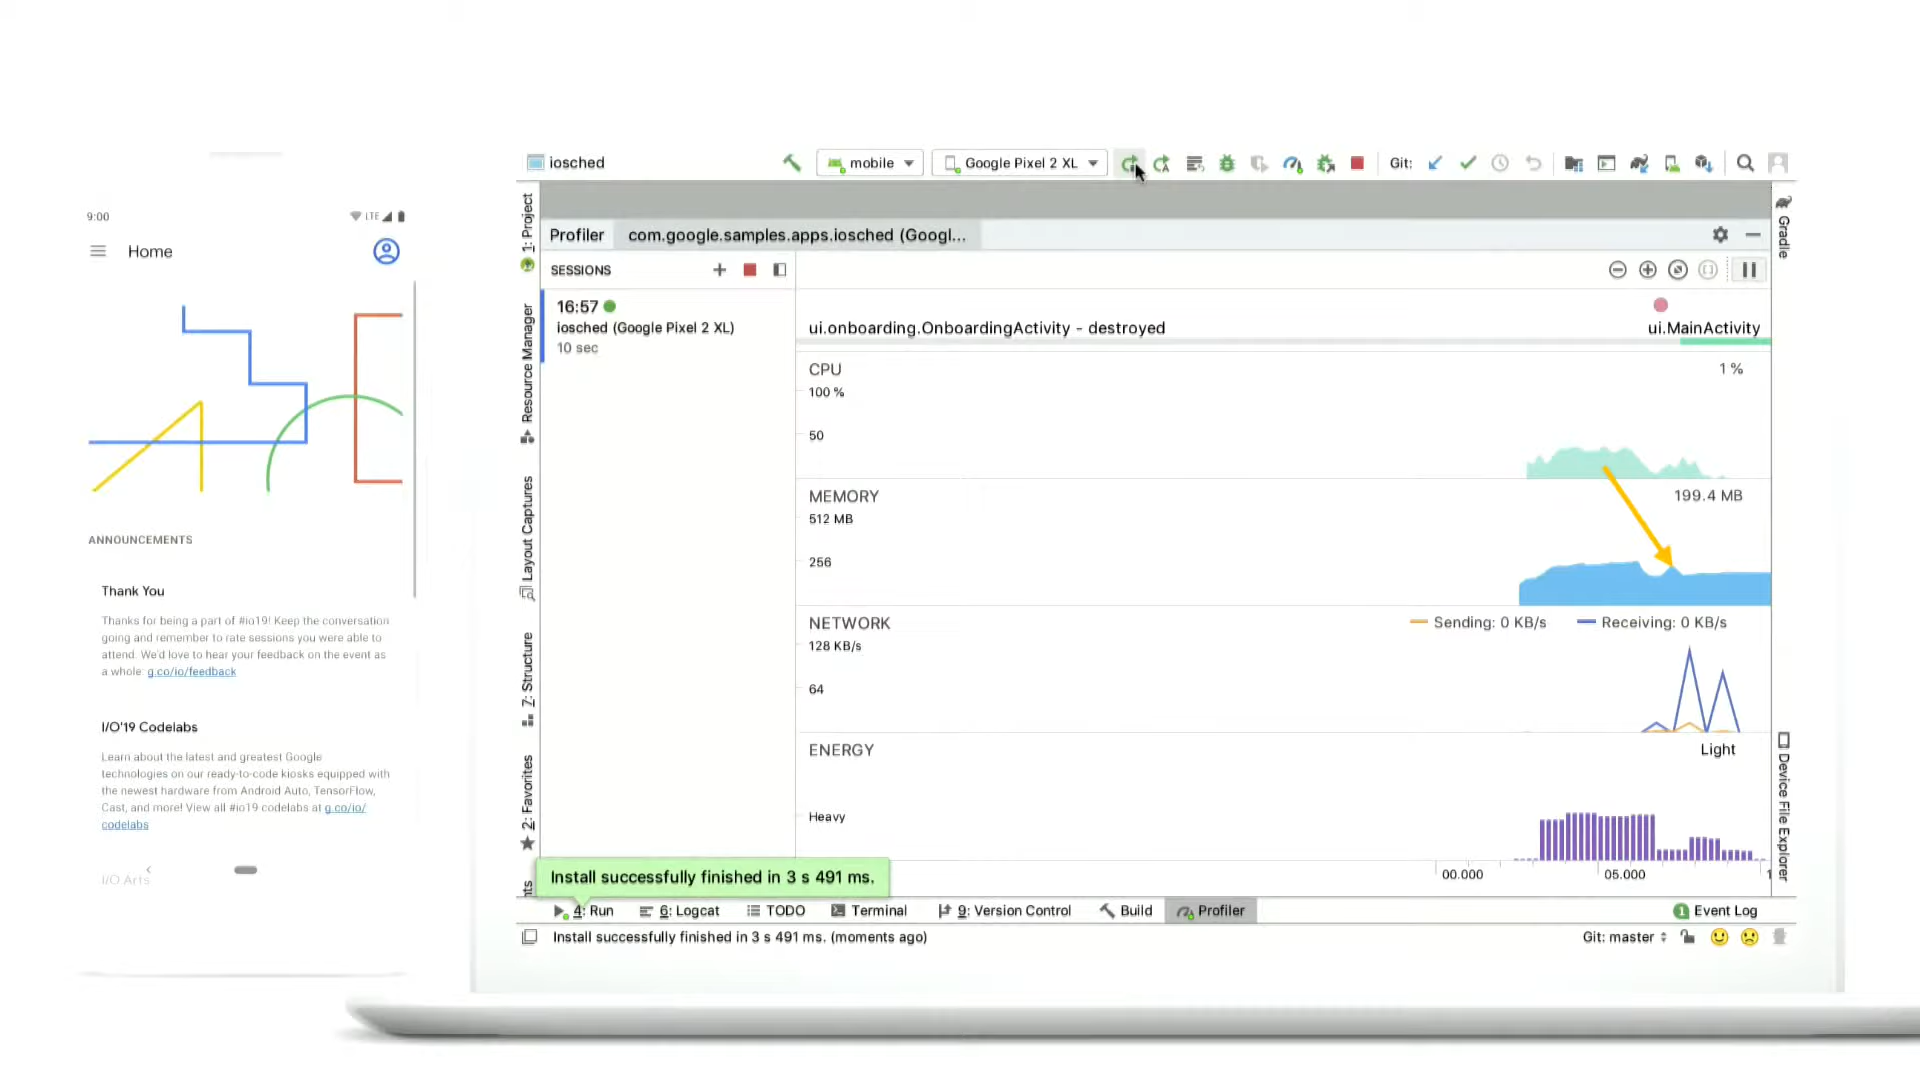 9:00
LTE
Home
ANNOUNCEMENTS
Thank You
Thanks for being a part of #io19! Keep the conversation
going and remember to rate sessions you were able to
attend. We'd love to hear your feedback on the event as
a whole: g.co/io/feedback
I/O'19 Codelabs
Learn about the latest and greatest Google
technologies on our ready-to-code kiosks equipped with
the newest hardware from Android Auto, TensorFlow,
Cast, and more! View all #io19 codelabs at g.co/io/
codelabs
I/O Arts
iosched
mobile
Google Pixel 2 XL
Git:
1: Project
Resource Manager
Layout Captures
Z: Structure
2: Favorites
nts
Profiler
com.google.samples.apps.iosched (Googl...
SESSIONS
16:57
iosched (Google Pixel 2 XL)
10 sec
ui.onboarding.OnboardingActivity - destroyed
ui.MainActivity
CPU
1 %
100 %
50
MEMORY
199.4 MB
512 MB
256
NETWORK
Sending: 0 KB/s
Receiving: 0 KB/s
128 KB/s
64
ENERGY
Light
Heavy
00.000
05.000
1
Gradle
Device File Explorer
Install successfully finished in 3 s 491 ms.
4: Run
6: Logcat
TODO
Terminal
9: Version Control
Build
Profiler
1
Event Log
Install successfully finished in 3 s 491 ms. (moments ago)
Git: master